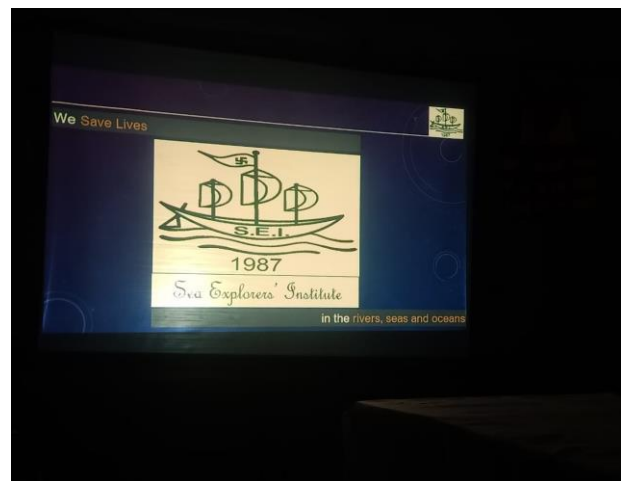 We Save Lives
S.E.I.
1987
Sea Explorers' Institute
in the rivers, seas and oceans